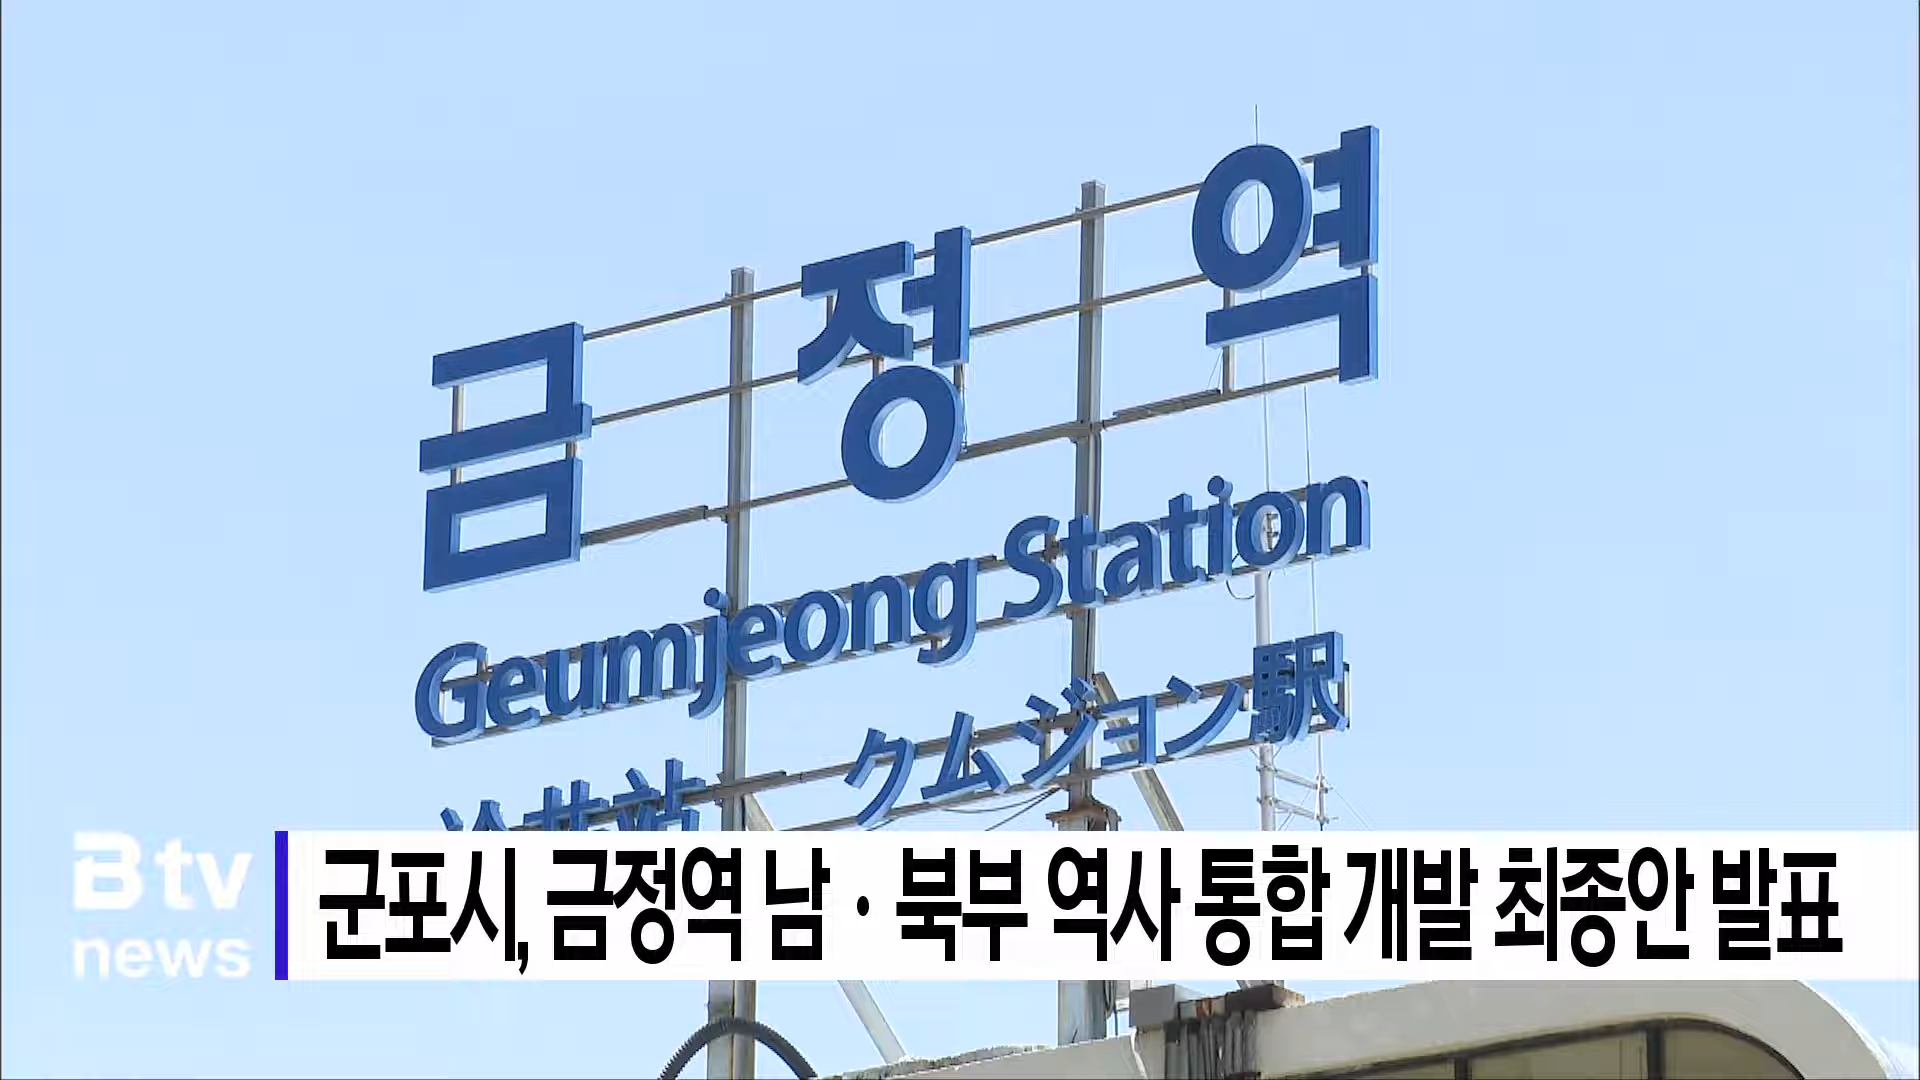 금정역
Geumjeong Station
クムジョン駅
B tv
news
군포시, 금정역 남·북부 역사 통합 개발 최종안 발표